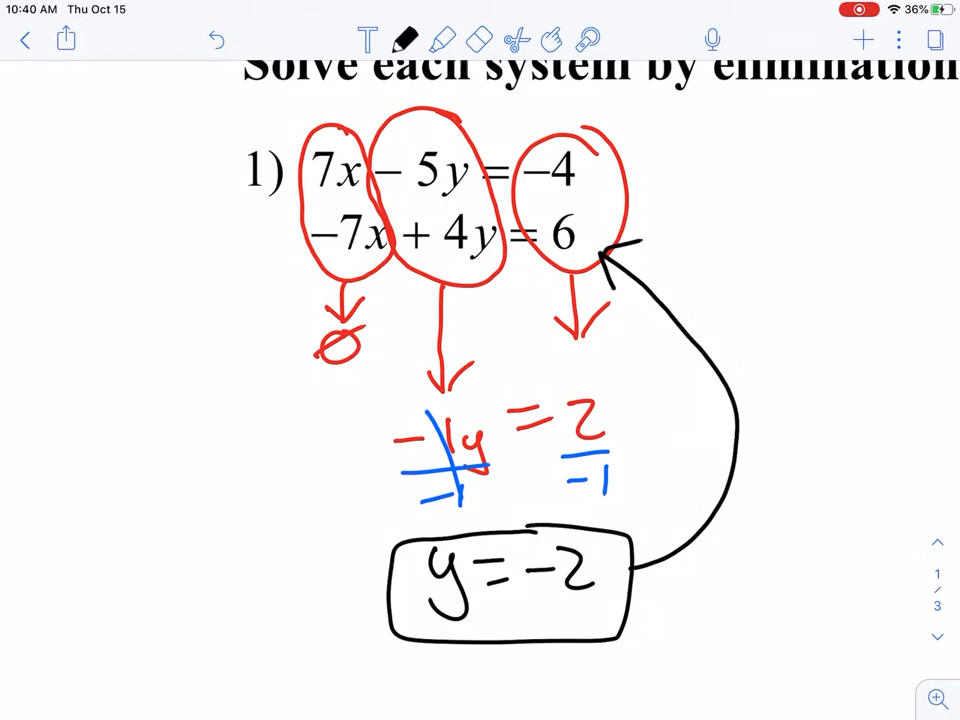 10:40 AM Thu Oct 15
36%
T
Solve each system by elimination
1) 7x − 5y = −4
−7x + 4y = 6
0
−1y = 2
−1 −1
y = −2
1
/
3